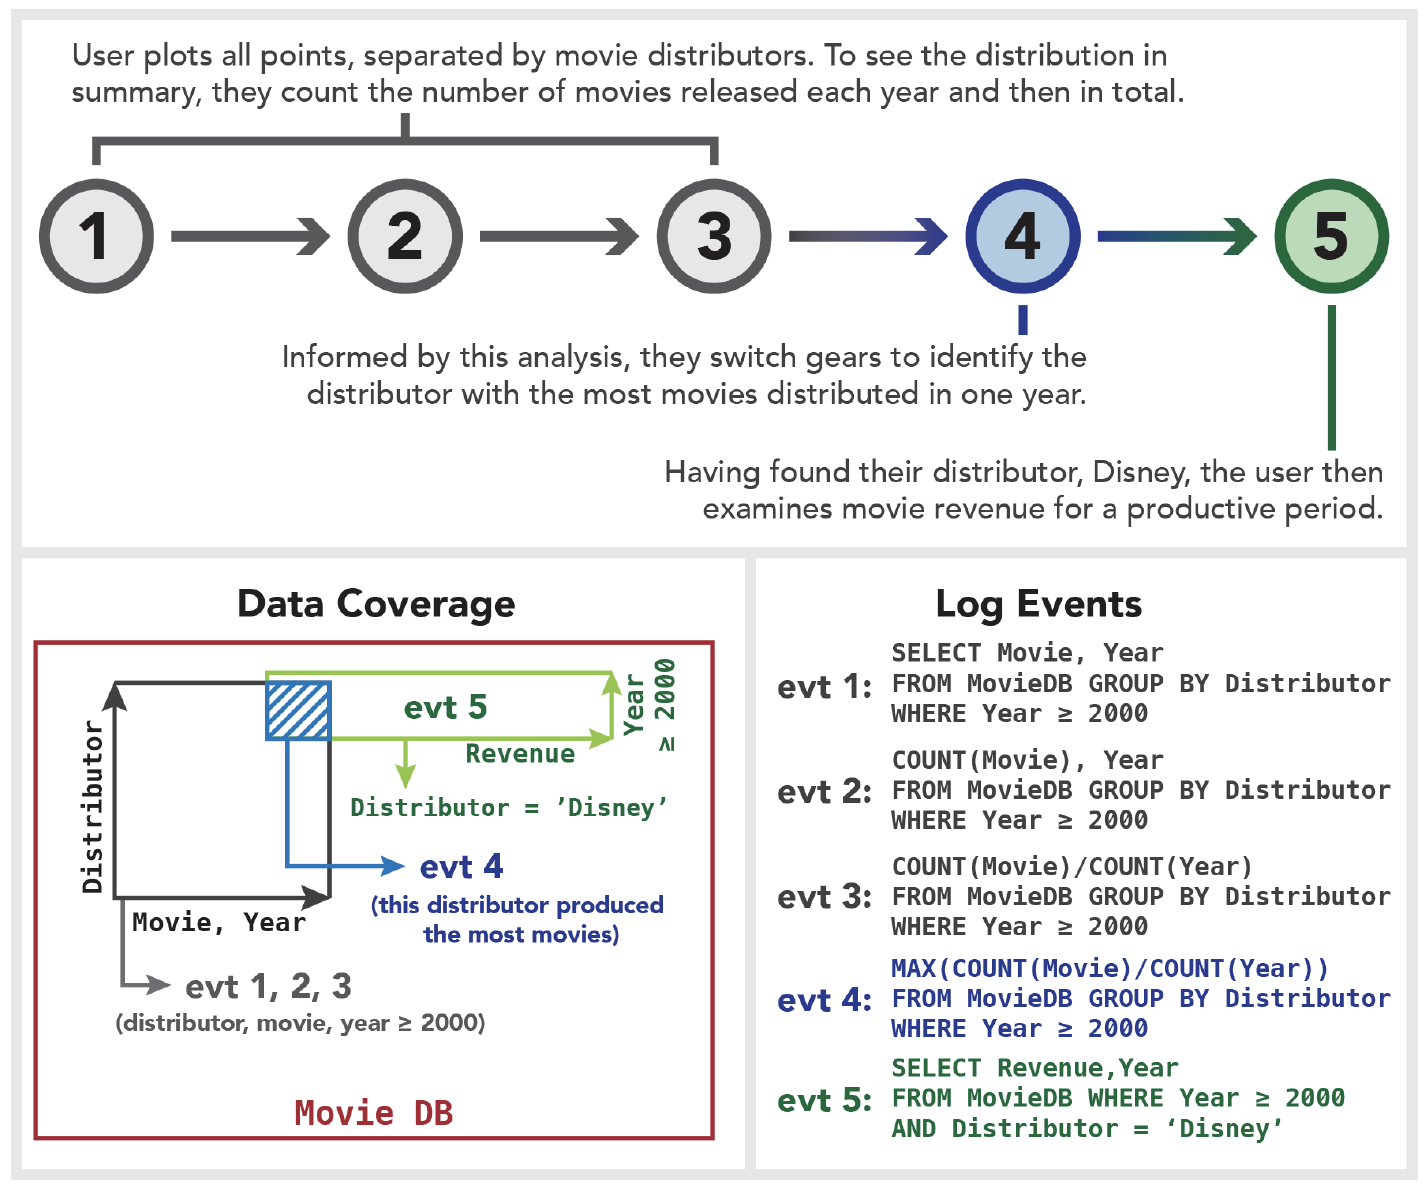 User plots all points, separated by movie distributors. To see the distribution in
summary, they count the number of movies released each year and then in total.
1
2
3
4
5
Informed by this analysis, they switch gears to identify the
distributor with the most movies distributed in one year.
Having found their distributor, Disney, the user then
examines movie revenue for a productive period.
Data Coverage
Distributor
Movie, Year
evt 5
Revenue
Year
≥ 2000
Distributor = ’Disney’
evt 4
(this distributor produced
the most movies)
evt 1, 2, 3
(distributor, movie, year ≥ 2000)
Movie DB
Log Events
evt 1:
SELECT Movie, Year
FROM MovieDB GROUP BY Distributor
WHERE Year ≥ 2000
evt 2:
COUNT(Movie), Year
FROM MovieDB GROUP BY Distributor
WHERE Year ≥ 2000
evt 3:
COUNT(Movie)/COUNT(Year)
FROM MovieDB GROUP BY Distributor
WHERE Year ≥ 2000
evt 4:
MAX(COUNT(Movie)/COUNT(Year))
FROM MovieDB GROUP BY Distributor
WHERE Year ≥ 2000
evt 5:
SELECT Revenue,Year
FROM MovieDB WHERE Year ≥ 2000
AND Distributor = ‘Disney’